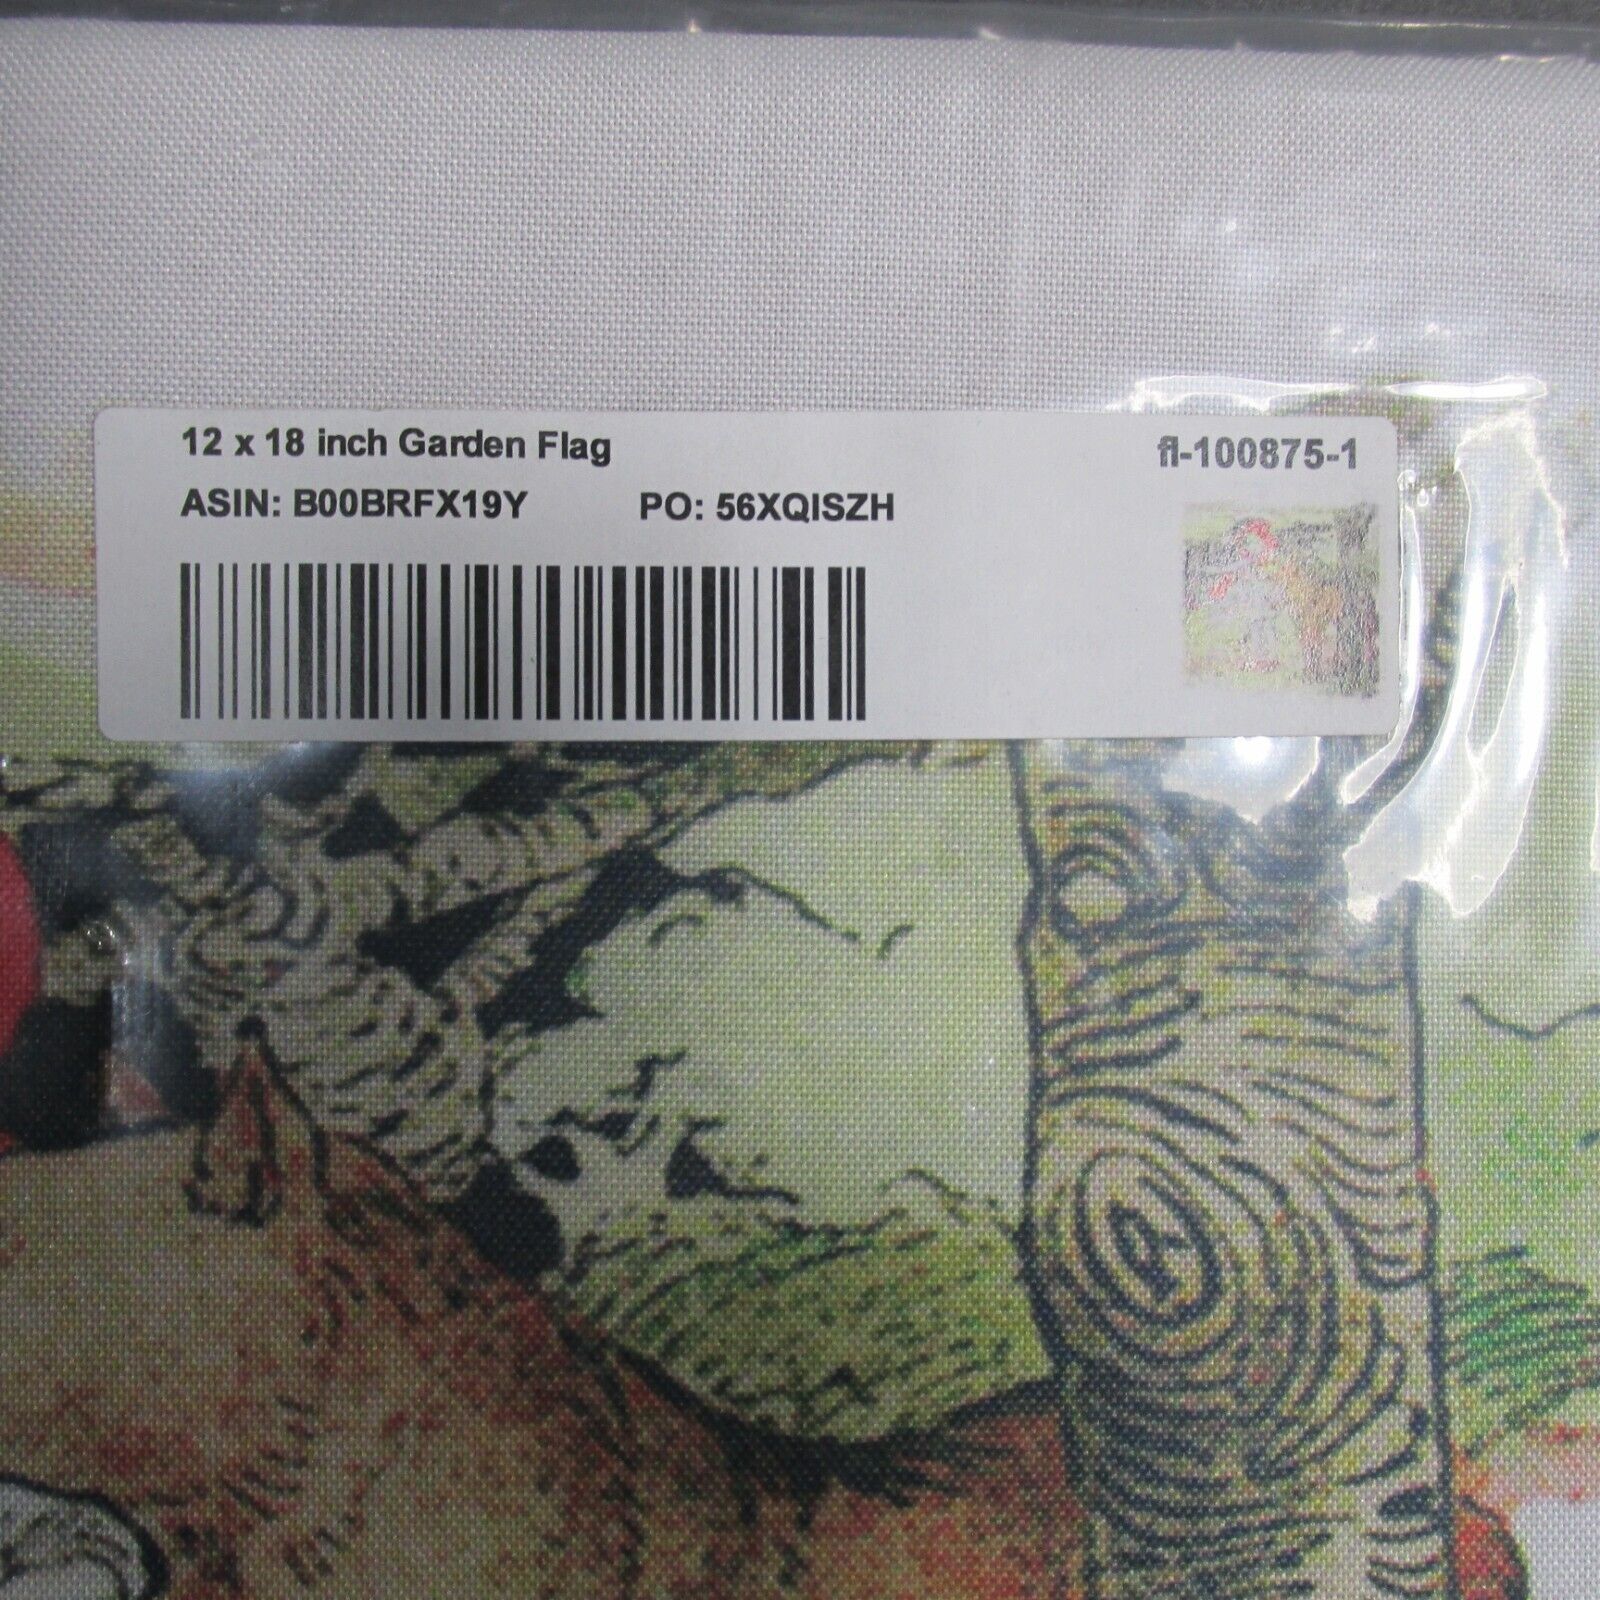 12 x 18 inch Garden Flag
fl-100875-1
ASIN: B00BRFX19Y PO: 56XQISZH